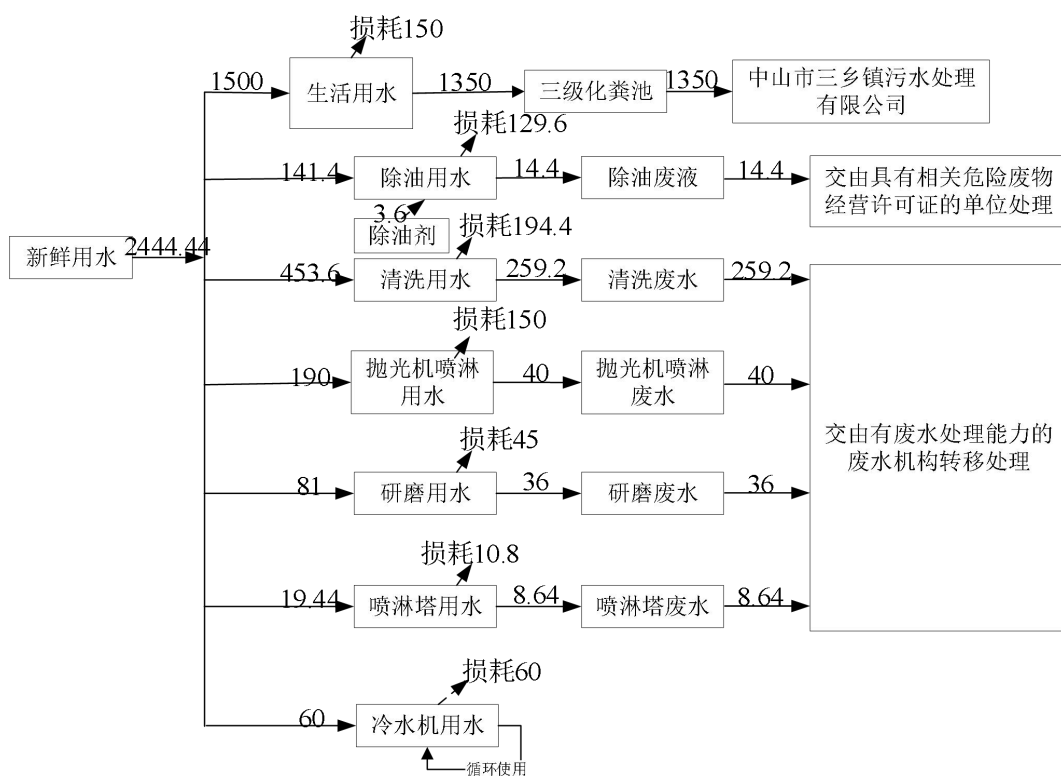 损耗150
1500
生活用水
1350
三级化粪池
1350
中山市三乡镇污水处理
有限公司
损耗129.6
141.4
除油用水
14.4
除油废液
14.4
交由具有相关危险废物
经营许可证的单位处理
3.6
除油剂
新鲜用水
2444.44
损耗194.4
453.6
清洗用水
259.2
清洗废水
259.2
损耗150
190
抛光机喷淋
用水
40
抛光机喷淋
废水
40
交由有废水处理能力的
废水机构转移处理
损耗45
81
研磨用水
36
研磨废水
36
损耗10.8
19.44
喷淋塔用水
8.64
喷淋塔废水
8.64
损耗60
60
冷水机用水
循环使用